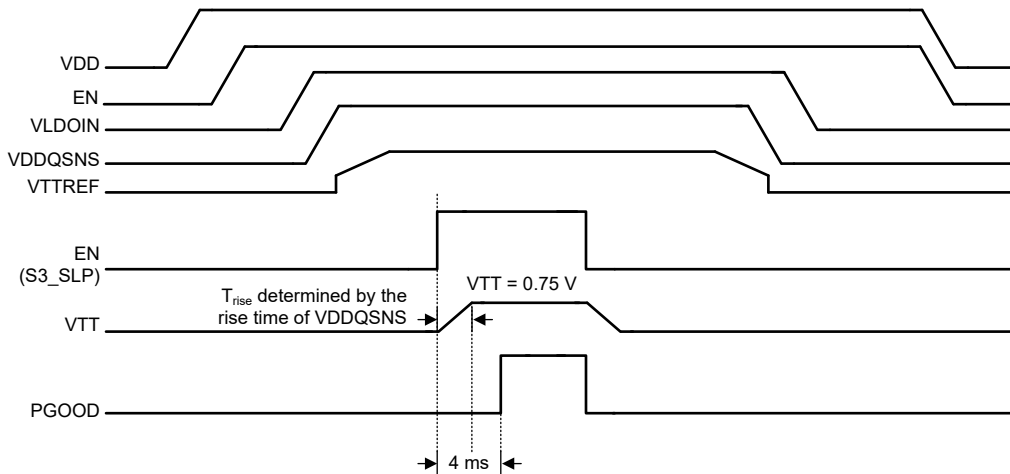 VDD
EN
VLDOIN
VDDQSNS
VTTREF
EN
(S3_SLP)
VTT = 0.75 V
Trise determined by the
rise time of VDDQSNS
VTT
PGOOD
4 ms